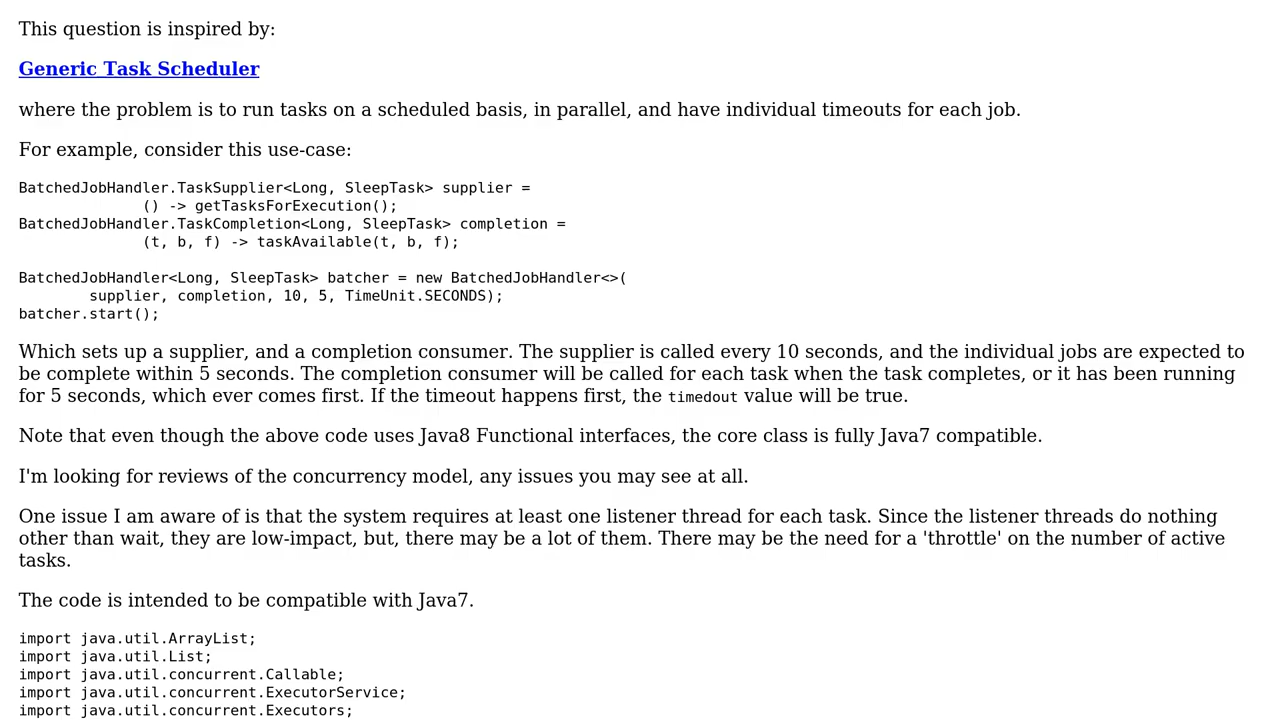 This question is inspired by:
Generic Task Scheduler
where the problem is to run tasks on a scheduled basis, in parallel, and have individual timeouts for each job.
For example, consider this use-case:
BatchedJobHandler.TaskSupplier<Long, SleepTask> supplier =
              () -> getTasksForExecution();
BatchedJobHandler.TaskCompletion<Long, SleepTask> completion =
              (t, b, f) -> taskAvailable(t, b, f);
BatchedJobHandler<Long, SleepTask> batcher = new BatchedJobHandler<>(
        supplier, completion, 10, 5, TimeUnit.SECONDS);
batcher.start();
Which sets up a supplier, and a completion consumer. The supplier is called every 10 seconds, and the individual jobs are expected to
be complete within 5 seconds. The completion consumer will be called for each task when the task completes, or it has been running
for 5 seconds, which ever comes first. If the timeout happens first, the timedout value will be true.
Note that even though the above code uses Java8 Functional interfaces, the core class is fully Java7 compatible.
I'm looking for reviews of the concurrency model, any issues you may see at all.
One issue I am aware of is that the system requires at least one listener thread for each task. Since the listener threads do nothing
other than wait, they are low-impact, but, there may be a lot of them. There may be the need for a 'throttle' on the number of active
tasks.
The code is intended to be compatible with Java7.
import java.util.ArrayList;
import java.util.List;
import java.util.concurrent.Callable;
import java.util.concurrent.ExecutorService;
import java.util.concurrent.Executors;